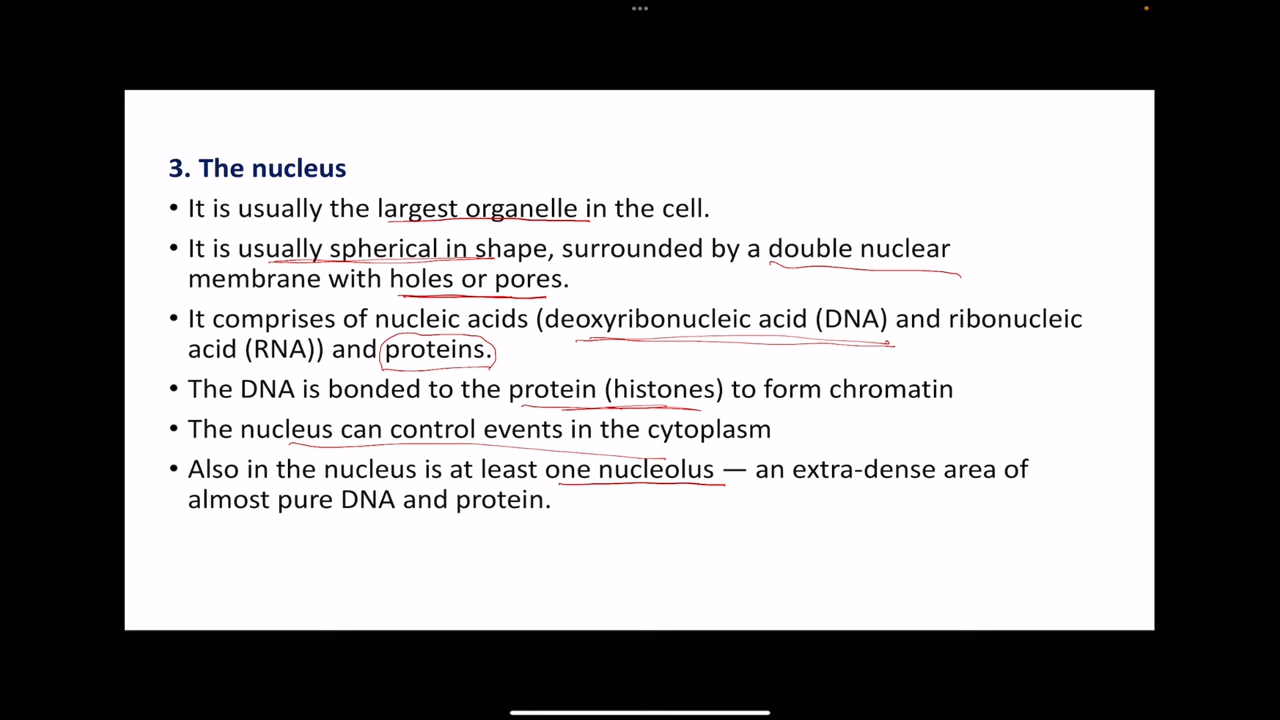 3. The nucleus
• It is usually the largest organelle in the cell.
• It is usually spherical in shape, surrounded by a double nuclear
membrane with holes or pores.
• It comprises of nucleic acids (deoxyribonucleic acid (DNA) and ribonucleic
acid (RNA)) and proteins.
• The DNA is bonded to the protein (histones) to form chromatin
• The nucleus can control events in the cytoplasm
• Also in the nucleus is at least one nucleolus — an extra-dense area of
almost pure DNA and protein.